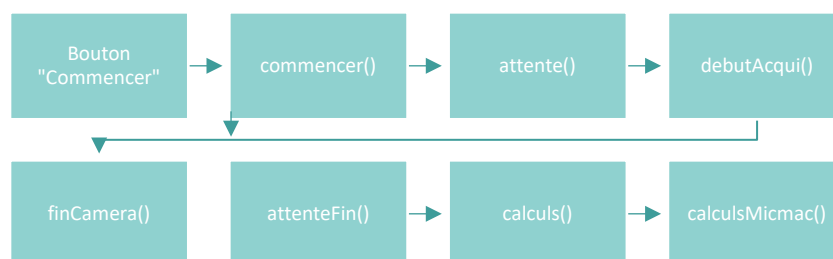 Bouton
"Commencer"
commencer()
attente()
debutAcqui()
finCamera()
attenteFin()
calculs()
calculsMicmac()